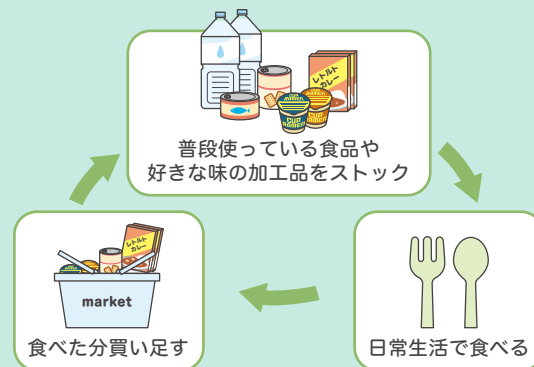 レトルト
カレー
CUP
RAMEN
CUP
RAMEN
普段使っている食品や
好きな味の加工品をストック
レトルト
カレー
market
食べた分買い足す
日常生活で食べる